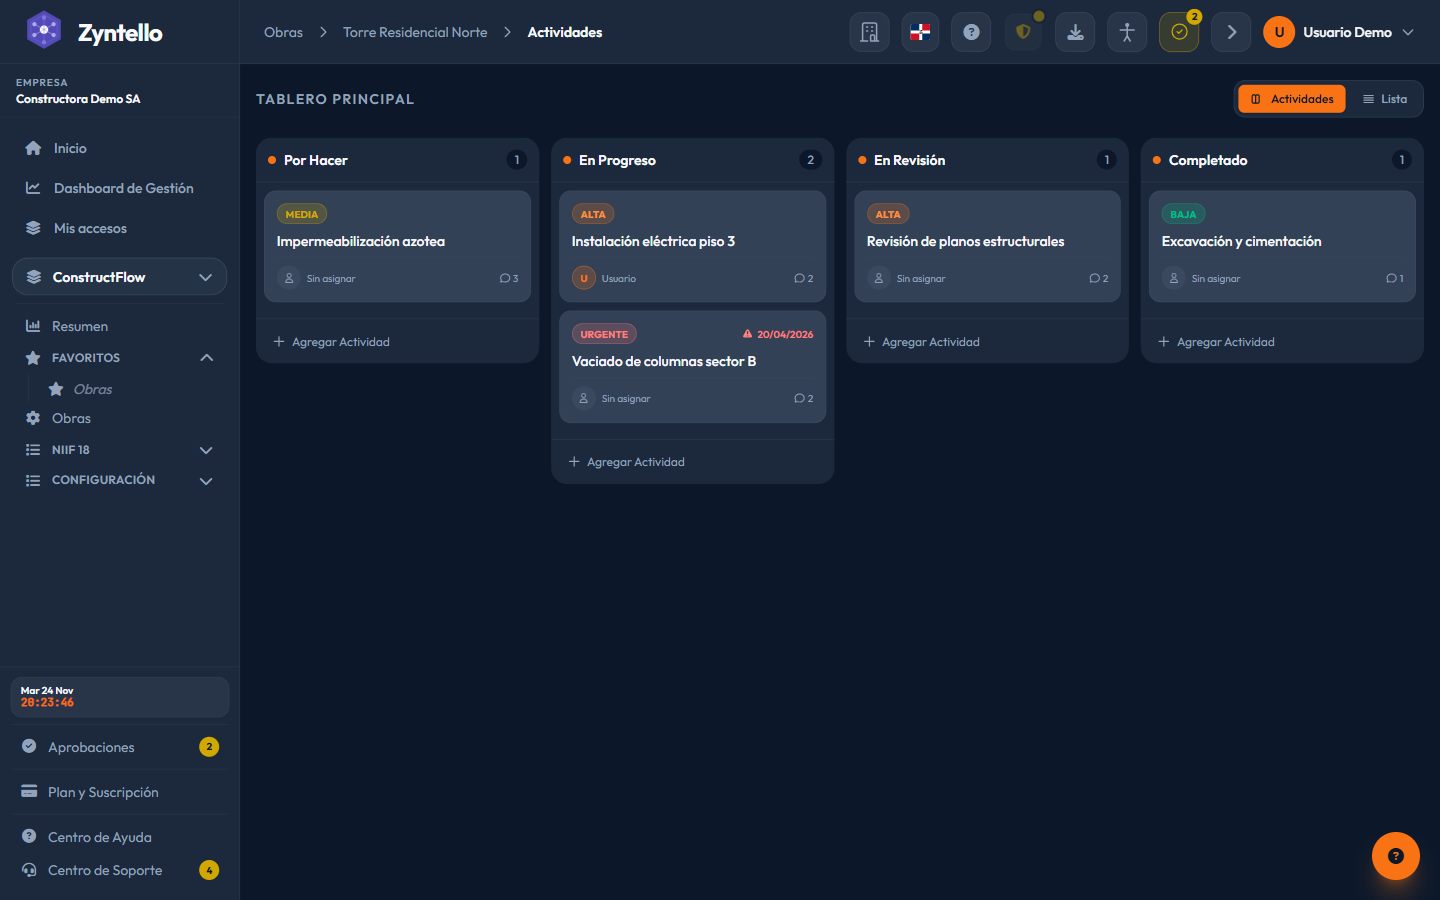 Zyntello
EMPRESA
Constructora Demo SA
Inicio
Dashboard de Gestión
Mis accesos
ConstructFlow
Resumen
FAVORITOS
Obras
Obras
NIIF 18
CONFIGURACIÓN
Mar 24 Nov
20:23:46
Aprobaciones 2
Plan y Suscripción
Centro de Ayuda
Centro de Soporte 4
Obras Torre Residencial Norte Actividades
2
U Usuario Demo
TABLERO PRINCIPAL
Actividades Lista
Por Hacer 1
MEDIA
Impermeabilización azotea
Sin asignar 3
Agregar Actividad
En Progreso 2
ALTA
Instalación eléctrica piso 3
U Usuario 2
URGENTE 20/04/2026
Vaciado de columnas sector B
Sin asignar 2
Agregar Actividad
En Revisión 1
ALTA
Revisión de planos estructurales
Sin asignar 2
Agregar Actividad
Completado 1
BAJA
Excavación y cimentación
Sin asignar 1
Agregar Actividad